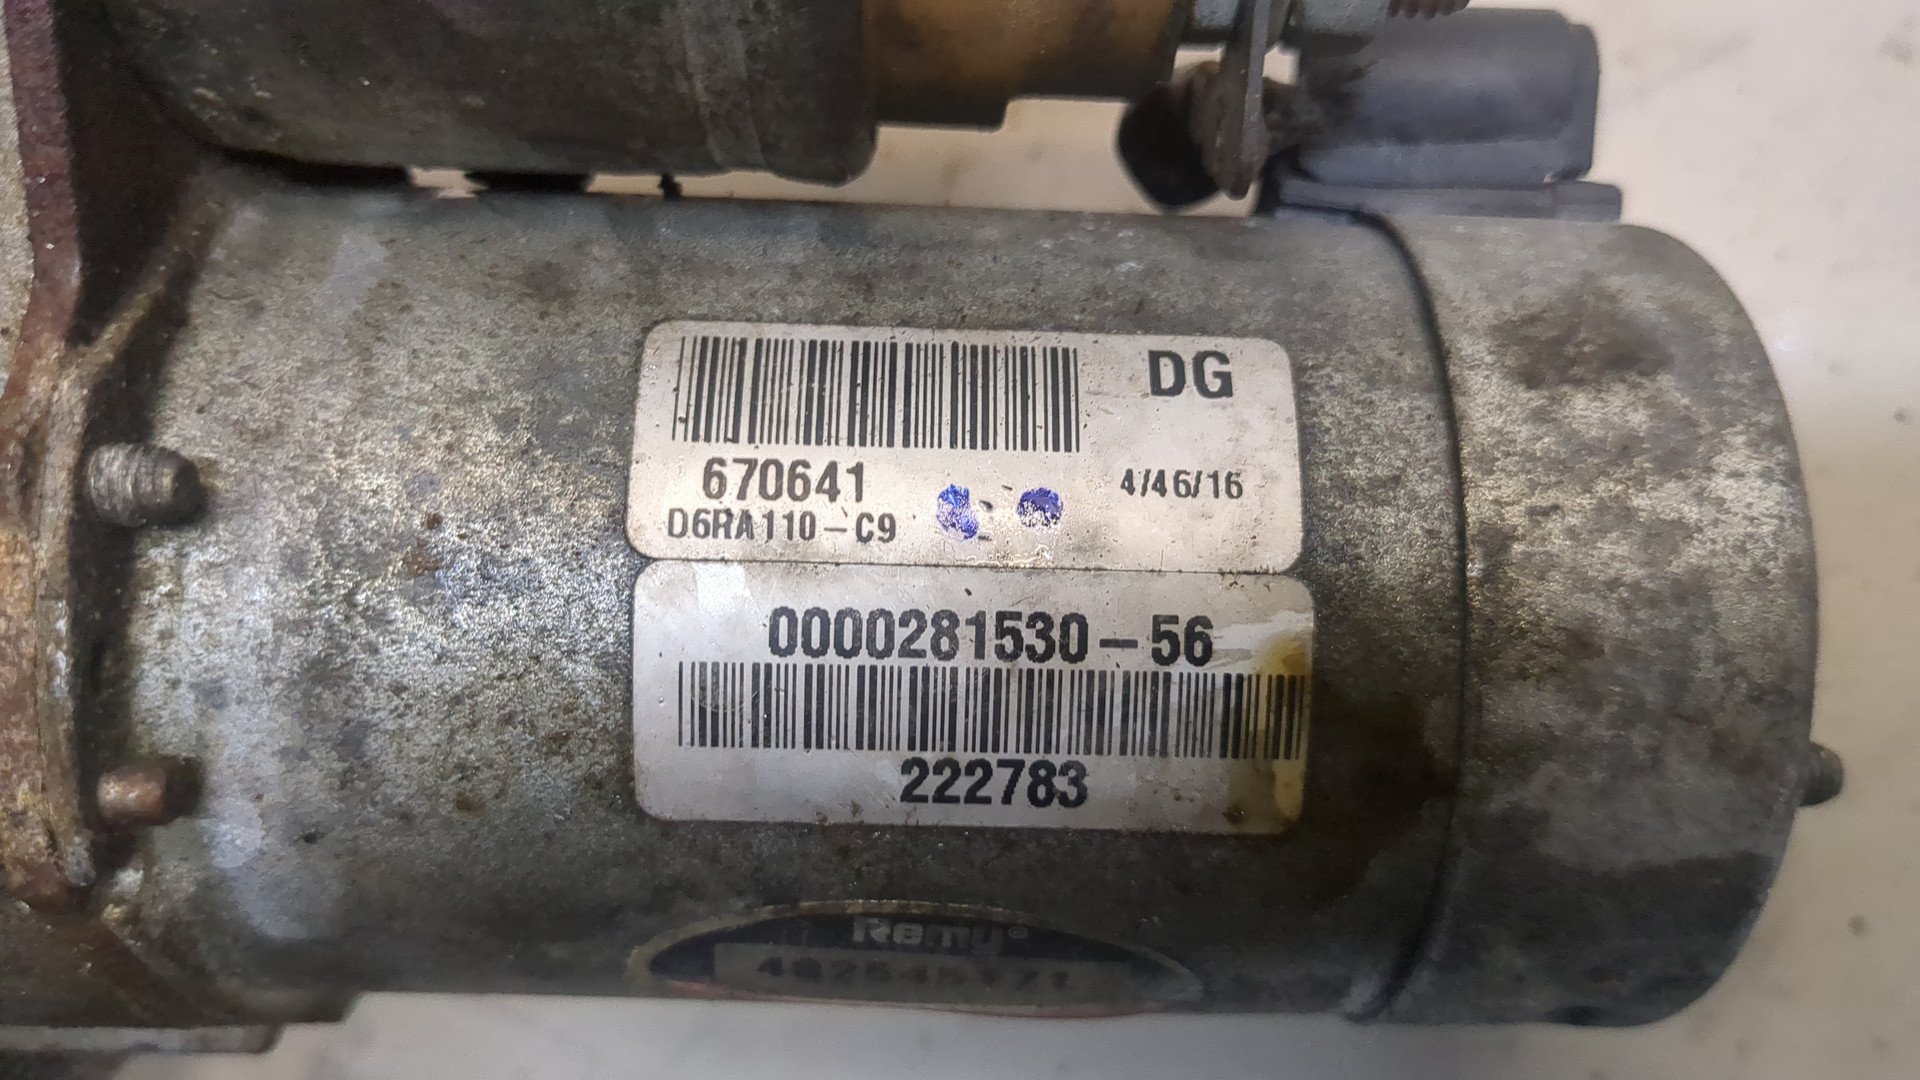 DG
670641
4/46/16
D6RA110-C9
0000281530-56
222783
Remy®